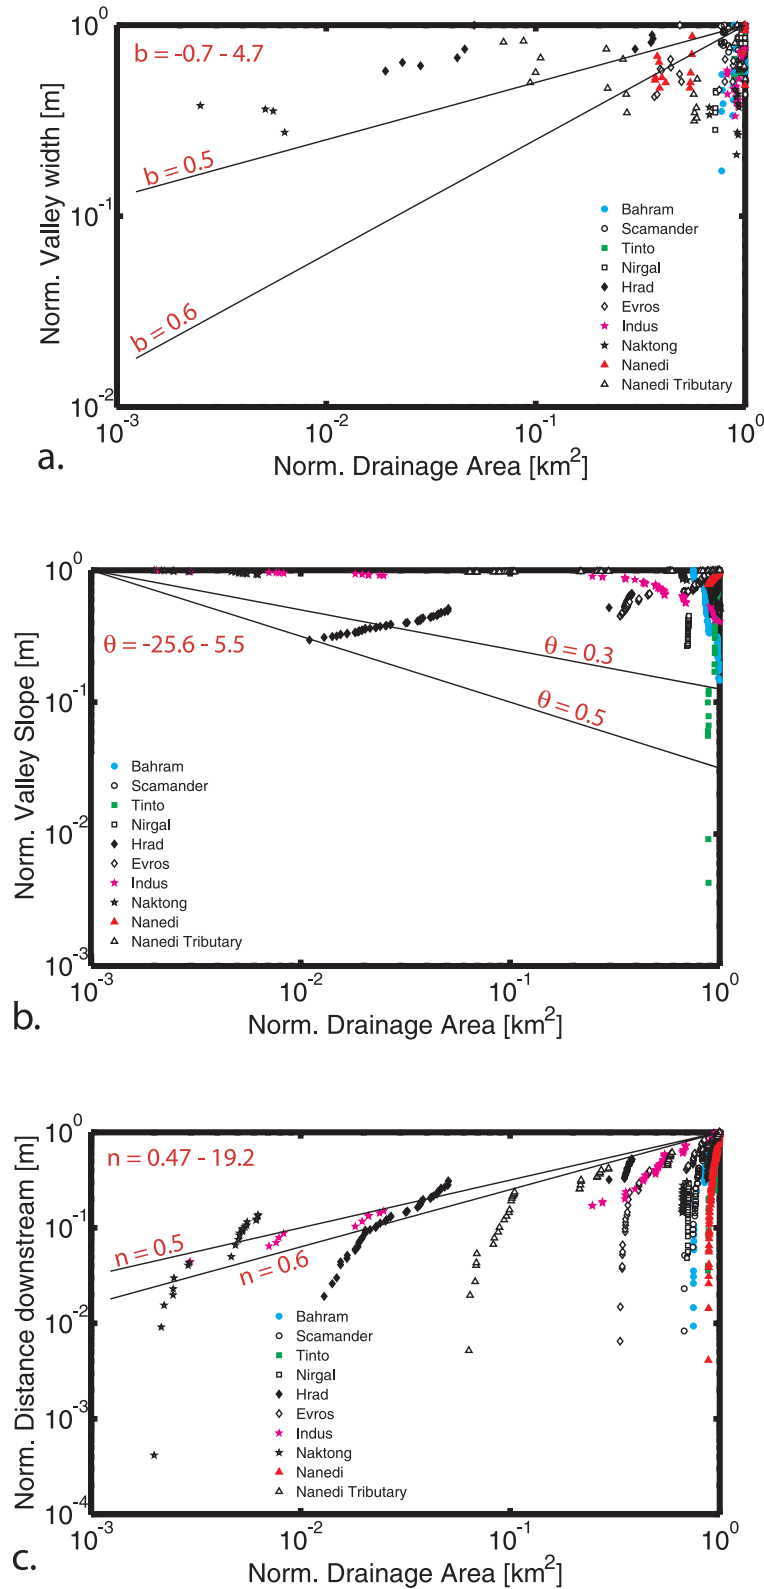 10^0
b = -0.7 - 4.7
b = 0.5
b = 0.6
10^-1
10^-2
Norm. Valley width [m]
Bahram
Scamander
Tinto
Nirgal
Hrad
Evros
Indus
Naktong
Nanedi
Nanedi Tributary
10^-3
10^-2
10^-1
10^0
Norm. Drainage Area [km^2]
a.
10^0
θ = -25.6 - 5.5
θ = 0.3
θ = 0.5
10^-1
10^-2
10^-3
Norm. Valley Slope [m]
Bahram
Scamander
Tinto
Nirgal
Hrad
Evros
Indus
Naktong
Nanedi
Nanedi Tributary
10^-3
10^-2
10^-1
10^0
Norm. Drainage Area [km^2]
b.
10^0
n = 0.47 - 19.2
n = 0.5
n = 0.6
10^-1
10^-2
10^-3
10^-4
Norm. Distance downstream [m]
Bahram
Scamander
Tinto
Nirgal
Hrad
Evros
Indus
Naktong
Nanedi
Nanedi Tributary
10^-3
10^-2
10^-1
10^0
Norm. Drainage Area [km^2]
c.